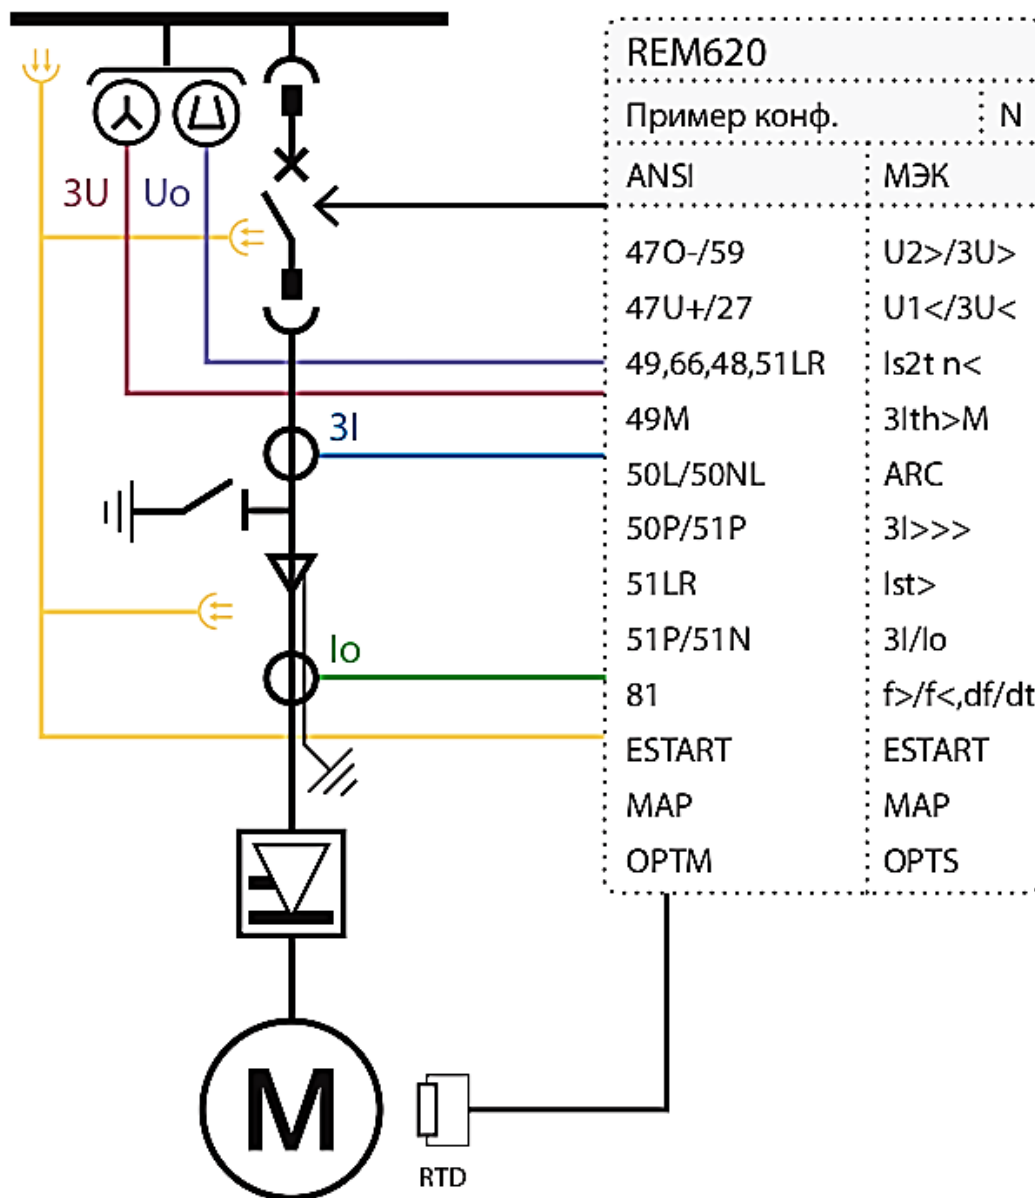 REM620
Пример конф. N
ANSI МЭК
3U Uo
47O-/59 U2>/3U>
47U+/27 U1</3U<
49,66,48,51LR Is2t n<
49M 3Ith>M
3I
50L/50NL ARC
50P/51P 3I>>>
51LR Ist>
51P/51N 3I/Io
Io
81 f>/f<,df/dt
ESTART ESTART
MAP MAP
OPTM OPTS
M
RTD